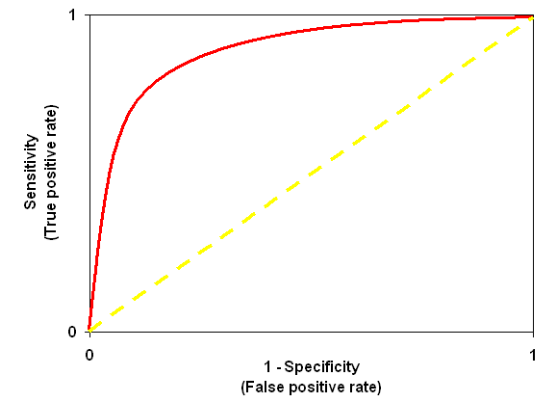 1
Sensitivity
(True positive rate)
0
0
1 - Specificity
1
(False positive rate)